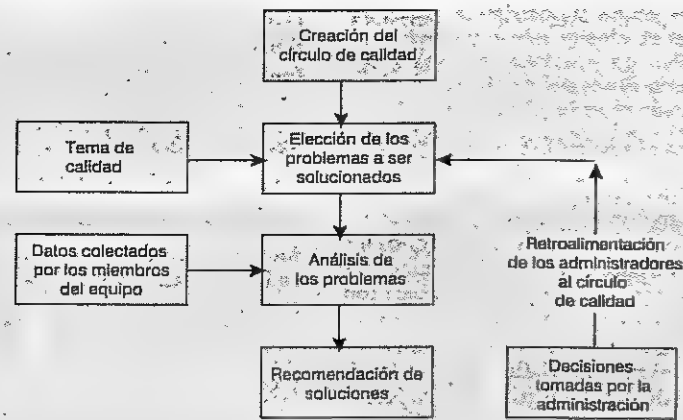 Creación del
círculo de calidad
Tema de
calidad
Elección de los
problemas a ser
solucionados
Datos colectados
por los miembros
del equipo
Análisis de
los problemas
Retroalimentación
de los administradores
al círculo
de calidad
Recomendación de
soluciones
Decisiones
tomadas por la
administración